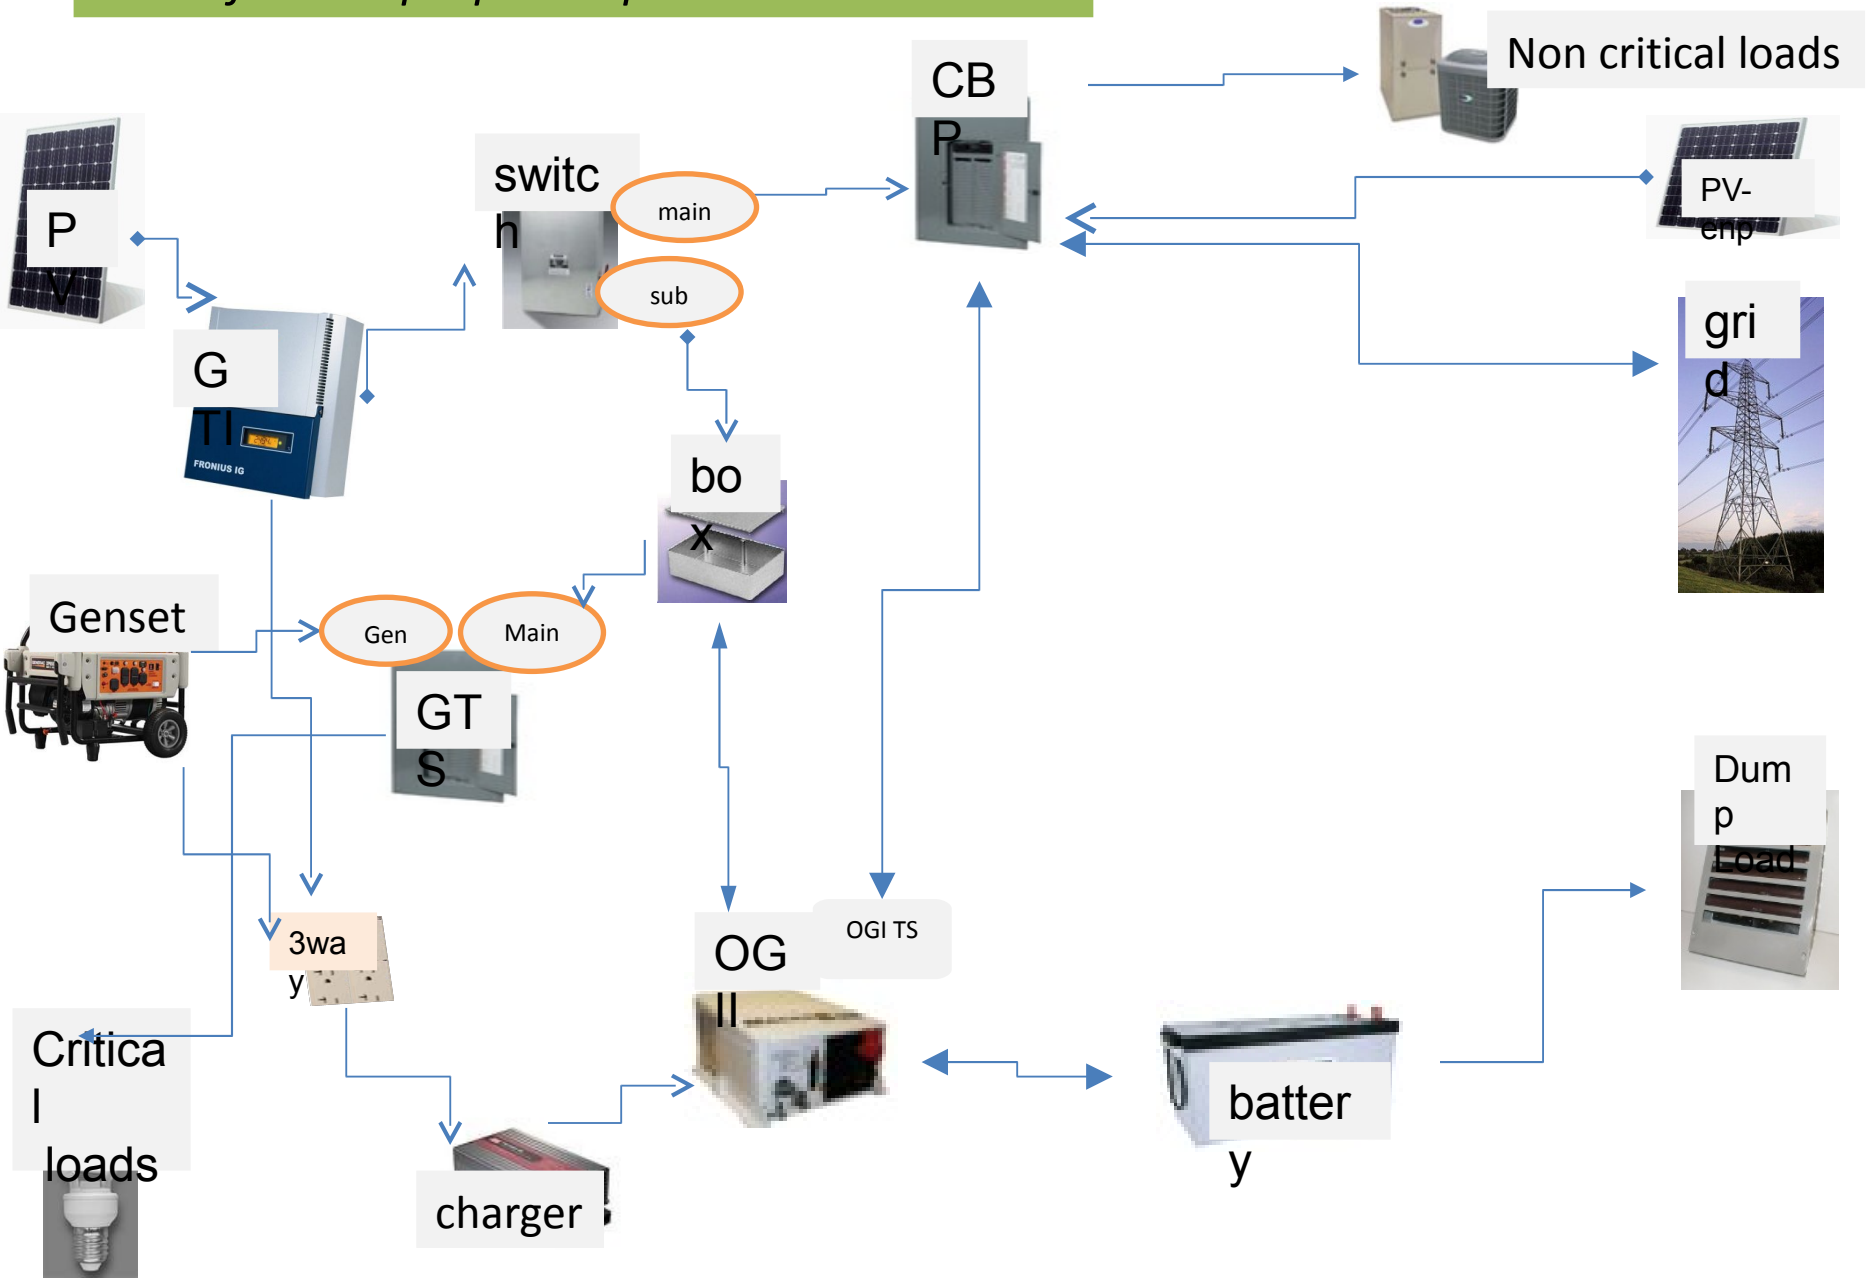 CB
P
Non critical loads
switc
h
main
PV-
enp
P
V
sub
gri
d
G
TI
FRONIUS IG
bo
x
Genset
Gen
Main
GT
S
Dum
p
Load
3wa
y
OG
II
OGI TS
Critica
l
loads
batter
y
charger